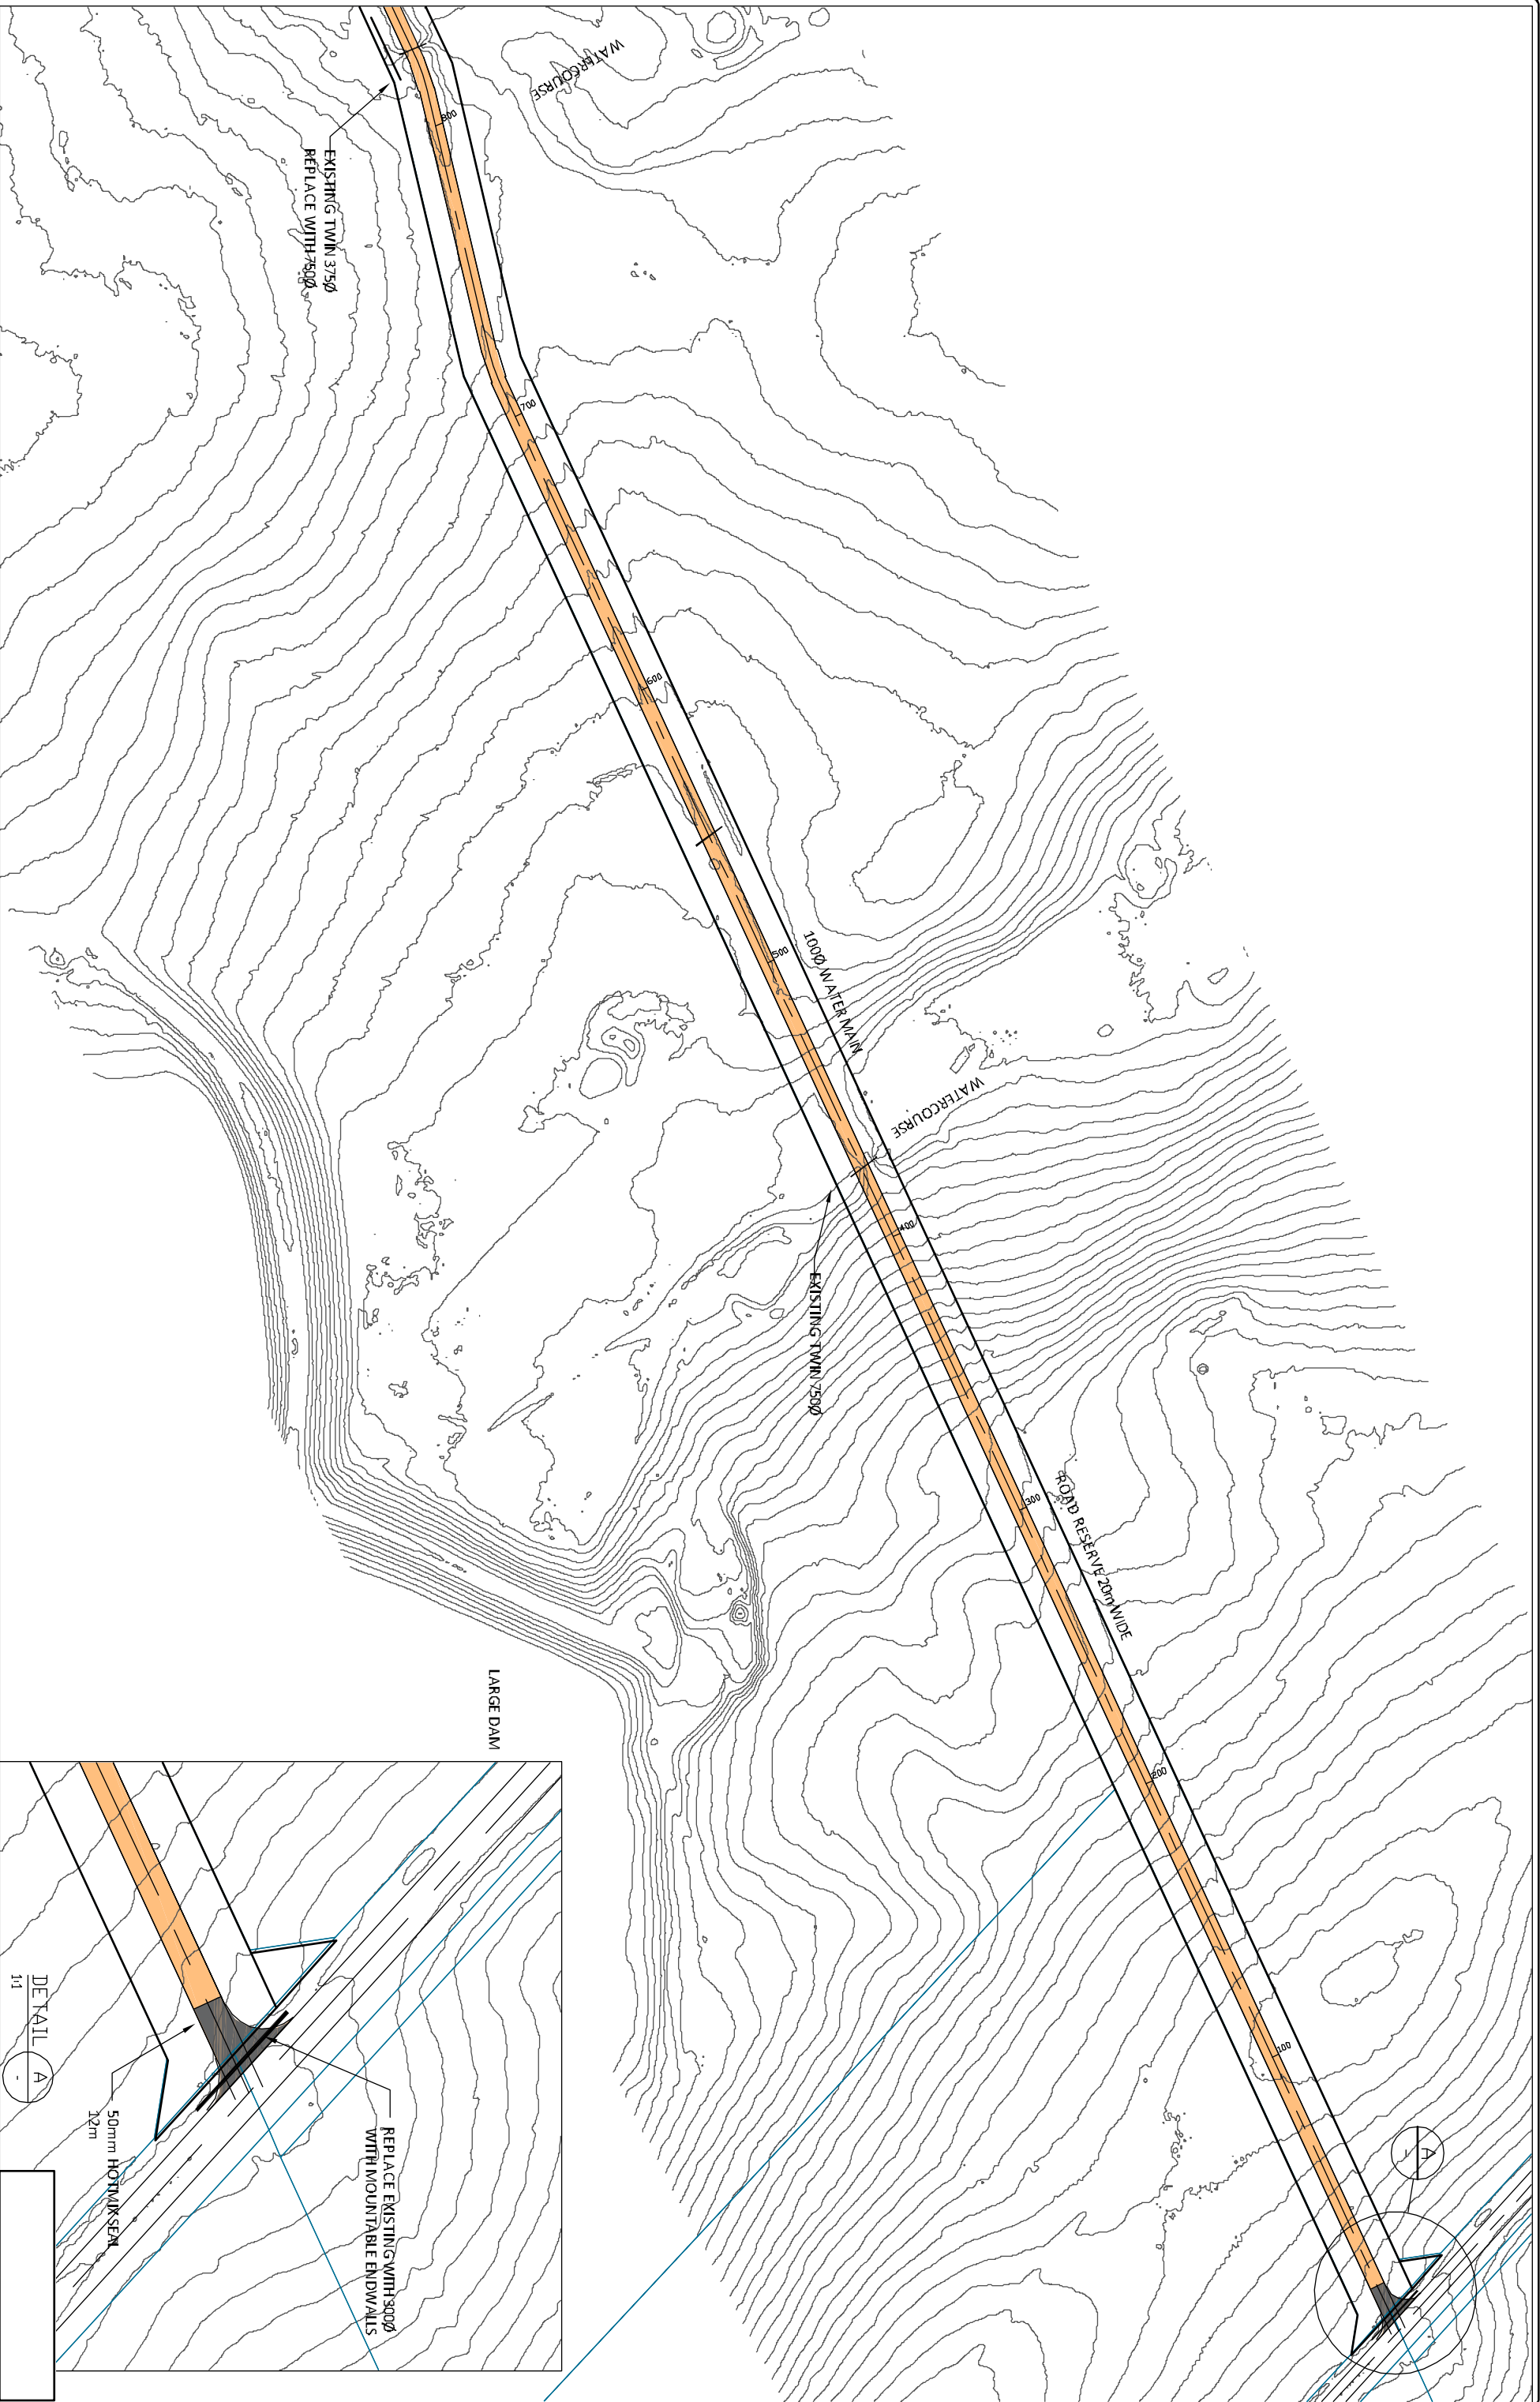 WATERCOURSE
800
EXISTING TWIN 375Ø
REPLACE WITH 750Ø
700
600
500
100Ø WATER MAIN
WATERCOURSE
400
EXISTING TWIN 750Ø
300
ROAD RESERVE 20m WIDE
200
LARGE DAM
100
A
-
REPLACE EXISTING WITH 300Ø
WITH MOUNTABLE ENDWALLS
50mm HOTMIX SEAL
12m
DETAIL
1:1
A
-